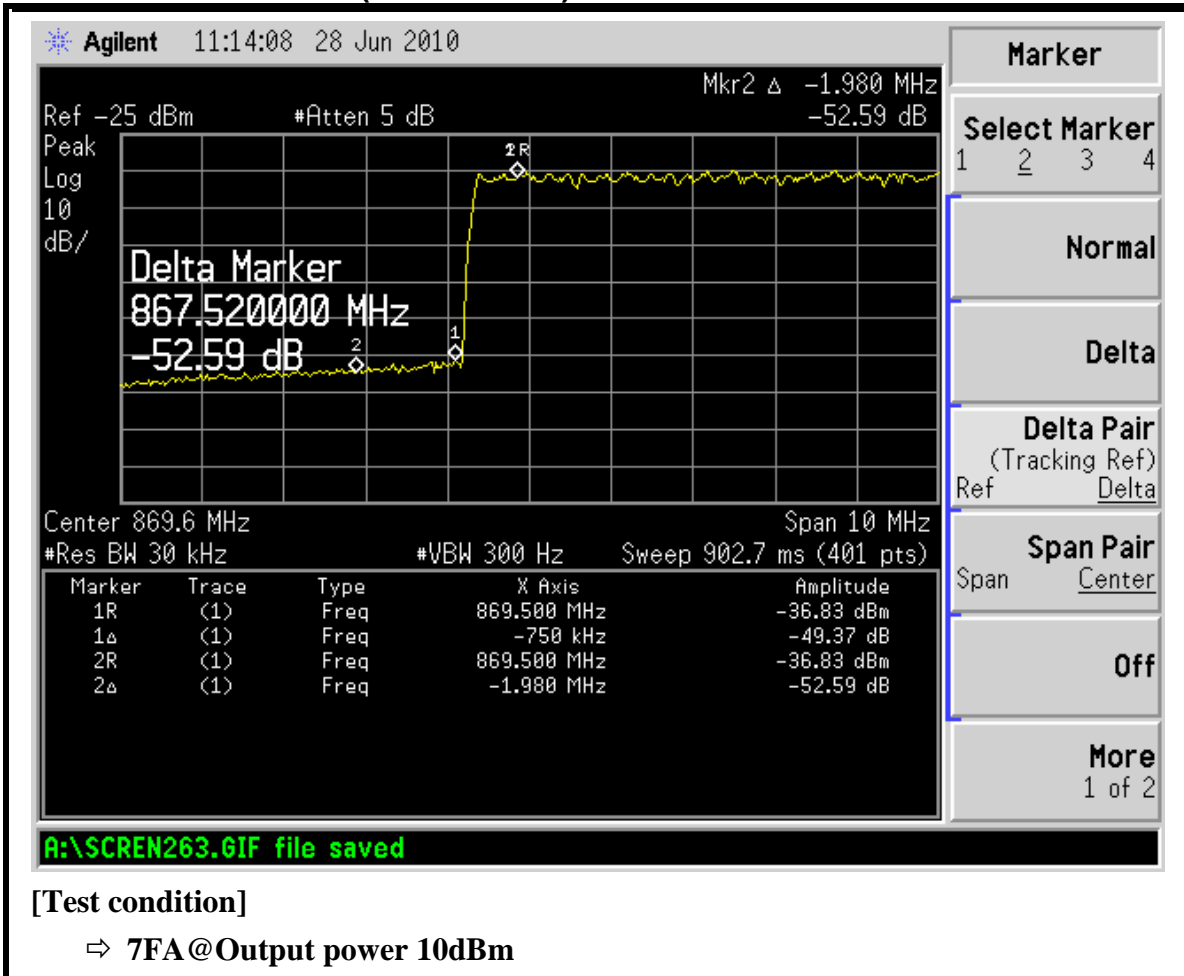 Agilent 11:14:08 28 Jun 2010
Mkr2 Δ −1.980 MHz
Ref −25 dBm #Atten 5 dB −52.59 dB
Peak
Log
10
dB/
2R
Delta Marker
867.520000 MHz
−52.59 dB
2
1
Center 869.6 MHz Span 10 MHz
#Res BW 30 kHz #VBW 300 Hz Sweep 902.7 ms (401 pts)
Marker Trace Type X Axis Amplitude
1R (1) Freq 869.500 MHz −36.83 dBm
1Δ (1) Freq −750 kHz −49.37 dB
2R (1) Freq 869.500 MHz −36.83 dBm
2Δ (1) Freq −1.980 MHz −52.59 dB
Marker
Select Marker
1 2 3 4
Normal
Delta
Delta Pair
(Tracking Ref)
Ref Delta
Span Pair
Span Center
Off
More
1 of 2
A:\SCREN263.GIF file saved
[Test condition]
⇨ 7FA@Output power 10dBm